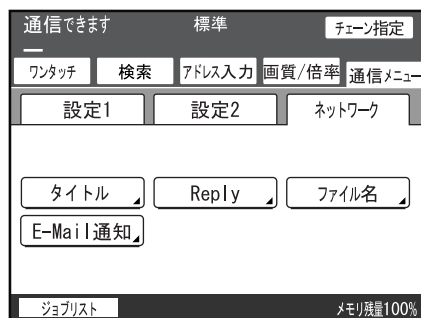 通信できます 標準 チェーン指定
ワンタッチ 検索 アドレス入力 画質/倍率 通信メニュー
設定1 設定2 ネットワーク
タイトル Reply ファイル名
E-Mail通知
ジョブリスト メモリ残量100%